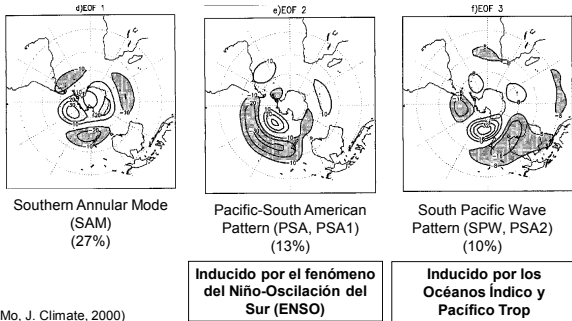 d)EOF 1
e)EOF 2
f)EOF 3
Southern Annular Mode
(SAM)
(27%)
Pacific-South American
Pattern (PSA, PSA1)
(13%)
South Pacific Wave
Pattern (SPW, PSA2)
(10%)
Inducido por el fenómeno
del Niño-Oscilación del
Sur (ENSO)
Inducido por los
Océanos Índico y
Pacífico Trop
Mo, J. Climate, 2000)